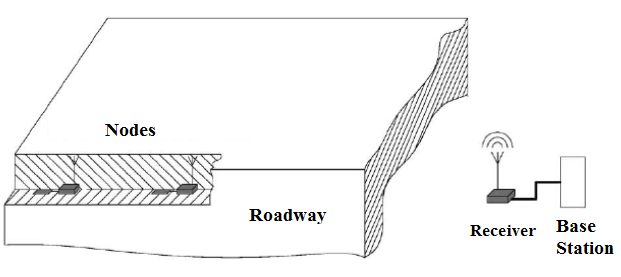 Nodes
Roadway
Receiver
Base
Station